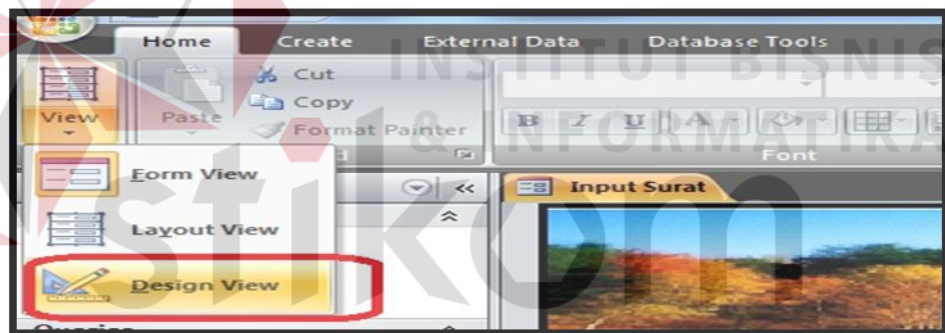 Home Create External Data Database Tools
View Paste Cut
Copy
Format Painter
B I U A
Font
Form View
Layout View
Design View
Input Surat
Queries
INSTITUT BISNIS
& INFORMATIKA
stikom